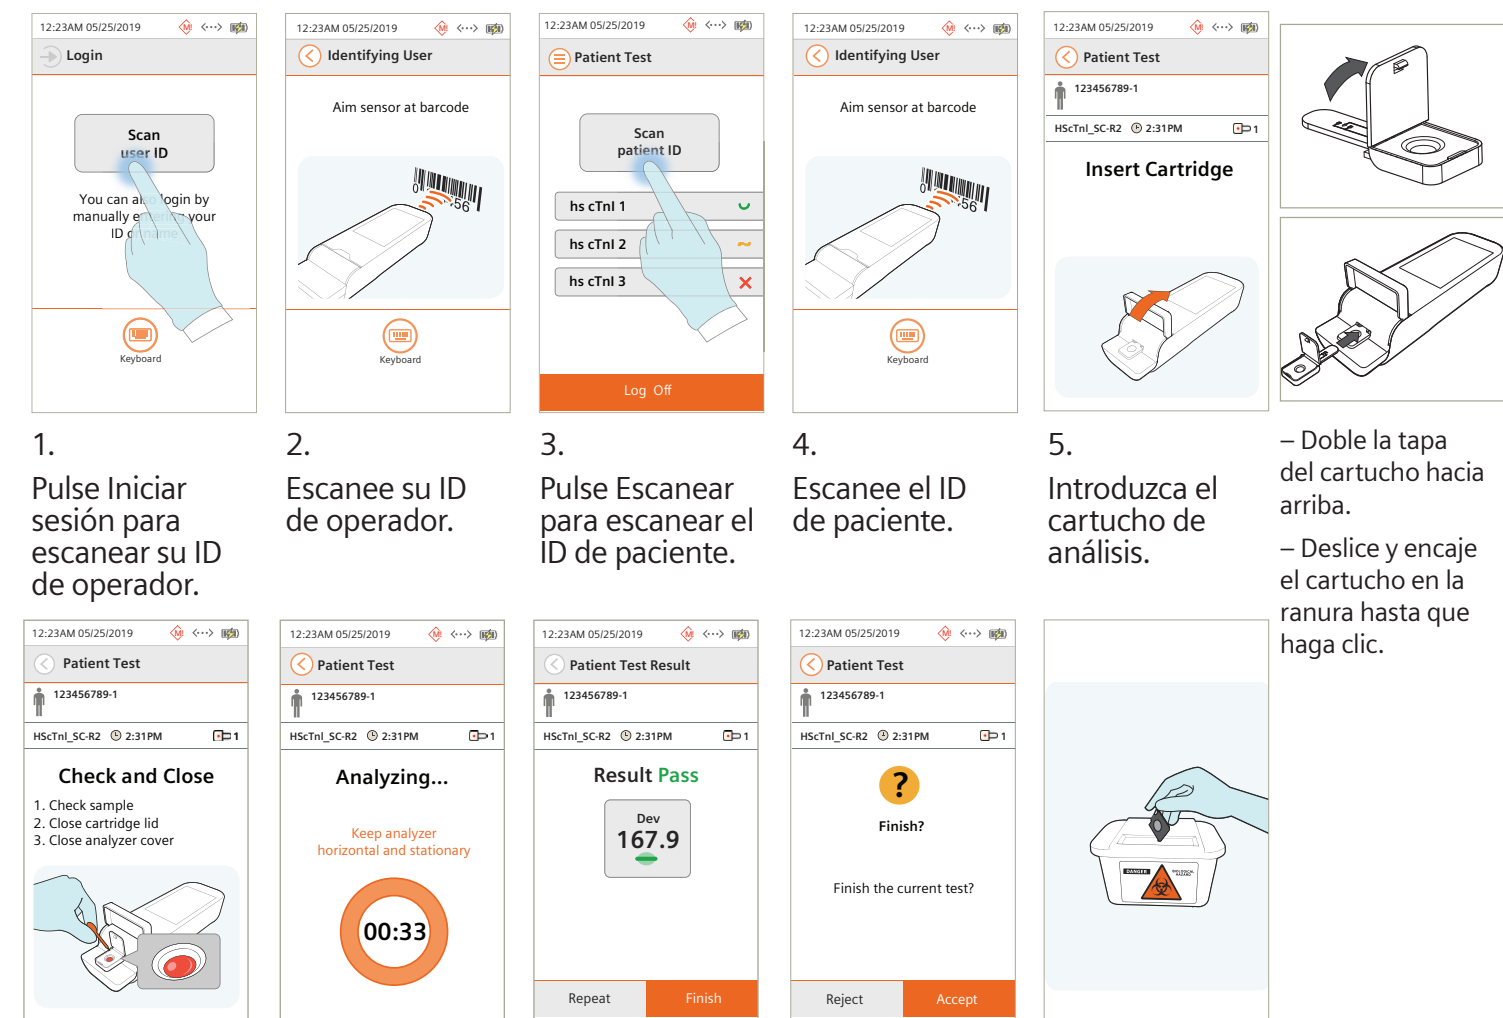 12:23AM 05/25/2019
Login
Scan
user ID
You can also login by
manually entering your
ID or name
Keyboard
12:23AM 05/25/2019
Identifying User
Aim sensor at barcode
0 56
Keyboard
12:23AM 05/25/2019
Patient Test
Scan
patient ID
hs cTnI 1
hs cTnI 2
hs cTnI 3
Log Off
12:23AM 05/25/2019
Identifying User
Aim sensor at barcode
0 56
Keyboard
12:23AM 05/25/2019
Patient Test
123456789-1
HScTnI_SC-R2 2:31PM 1
Insert Cartridge
1.
Pulse Iniciar
sesión para
escanear su ID
de operador.
2.
Escanee su ID
de operador.
3.
Pulse Escanear
para escanear el
ID de paciente.
4.
Escanee el ID
de paciente.
5.
Introduzca el
cartucho de
análisis.
– Doble la tapa
del cartucho hacia
arriba.
– Deslice y encaje
el cartucho en la
ranura hasta que
haga clic.
12:23AM 05/25/2019
Patient Test
123456789-1
HScTnI_SC-R2 2:31PM 1
Check and Close
1. Check sample
2. Close cartridge lid
3. Close analyzer cover
12:23AM 05/25/2019
Patient Test
123456789-1
HScTnI_SC-R2 2:31PM 1
Analyzing...
Keep analyzer
horizontal and stationary
00:33
12:23AM 05/25/2019
Patient Test Result
123456789-1
HScTnI_SC-R2 2:31PM 1
Result Pass
Dev
167.9
Repeat Finish
12:23AM 05/25/2019
Patient Test
123456789-1
HScTnI_SC-R2 2:31PM 1
?
Finish?
Finish the current test?
Reject Accept
DANGER
BIOLOGICAL
HAZARD